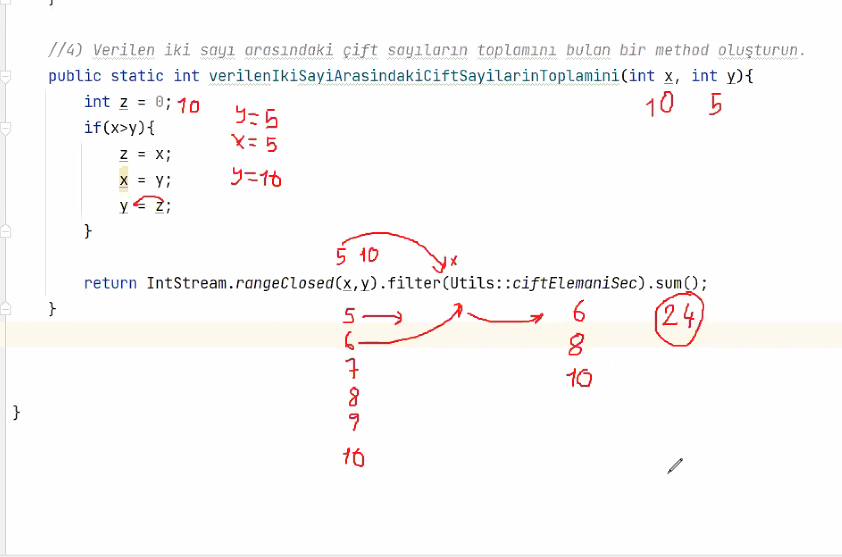 }
//4) Verilen iki sayı arasındaki çift sayıların toplamını bulan bir method oluşturun.
public static int verilenIkiSayiArasindakiCiftSayilarinToplamini(int x, int y){
10 5
int z = 0; 10 y=5
if(x>y){ x=5
z = x;
x = y; y=10
y = z;
}
5 10 x
return IntStream.rangeClosed(x,y).filter(Utils::ciftElemaniSec).sum();
} 5 6 24
6 8
7 10
8
9
}
10